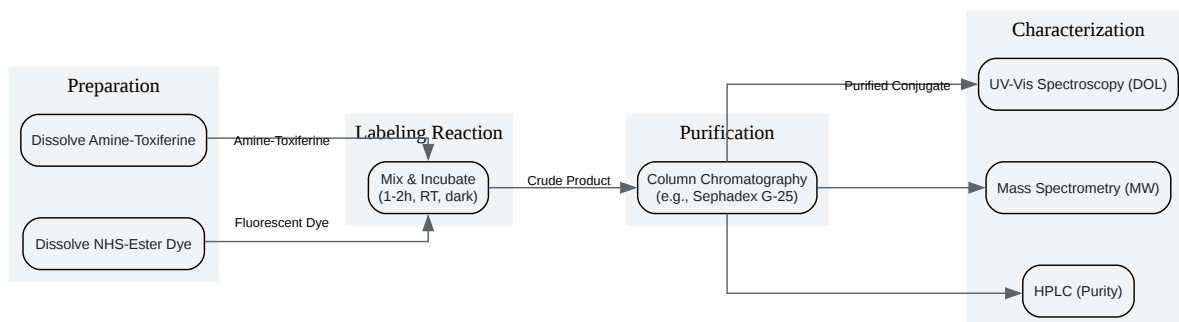 Preparation
Dissolve Amine-Toxiferine
Dissolve NHS-Ester Dye
Amine-Toxiferine
Fluorescent Dye
Labeling Reaction
Mix & Incubate
(1-2h, RT, dark)
Crude Product
Purification
Column Chromatography
(e.g., Sephadex G-25)
Purified Conjugate
Characterization
UV-Vis Spectroscopy (DOL)
Mass Spectrometry (MW)
HPLC (Purity)